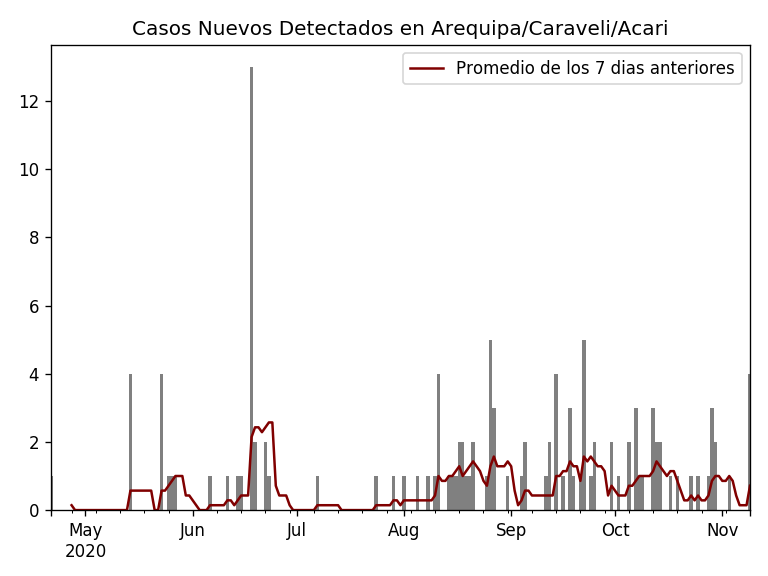 Casos Nuevos Detectados en Arequipa/Caraveli/Acari
Promedio de los 7 dias anteriores
12
10
8
6
4
2
0
May Jun Jul Aug Sep Oct Nov
2020